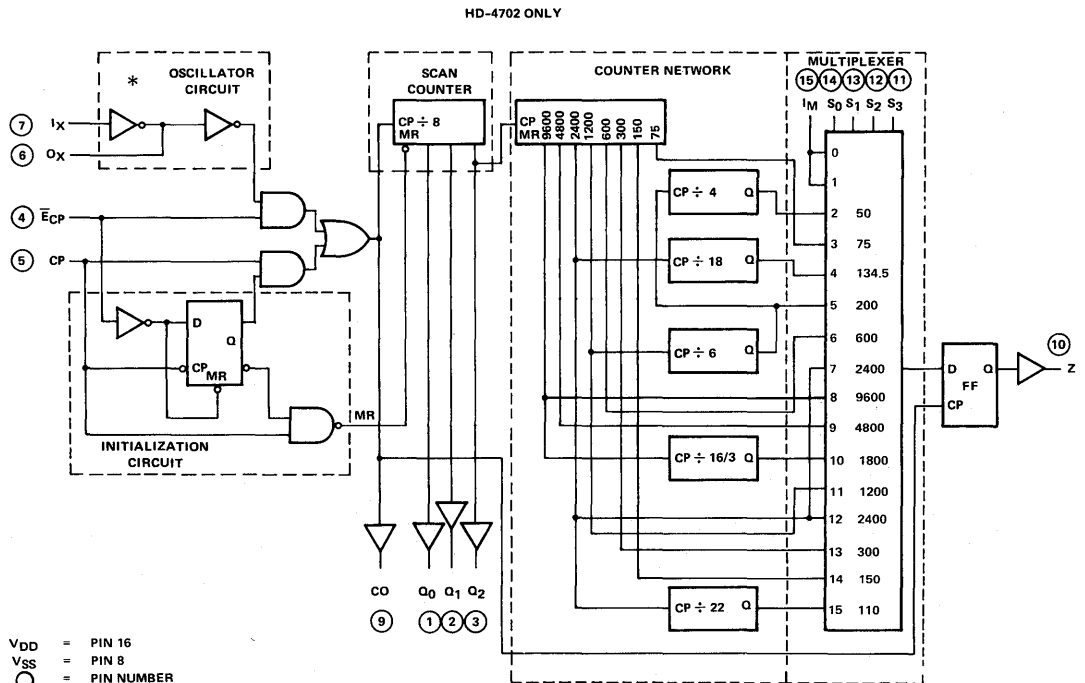 HD-4702 ONLY
OSCILLATOR
CIRCUIT
*
SCAN
COUNTER
COUNTER NETWORK
MULTIPLEXER
15 14 13 12 11
IM S0 S1 S2 S3
7 IX
6 OX
4 ECP
5 CP
CP ÷ 8
MR
CP
MR
9600
4800
2400
1200
600
300
150
75
0
1
CP ÷ 4 Q
2 50
3 75
CP ÷ 18 Q
4 134.5
5 200
CP ÷ 6 Q
6 600
7 2400
8 9600
9 4800
CP ÷ 16/3 Q
10 1800
11 1200
12 2400
13 300
14 150
CP ÷ 22 Q
15 110
D
Q
CP
MR
MR
INITIALIZATION
CIRCUIT
D Q
FF
CP
10
Z
CO Q0 Q1 Q2
9 1 2 3
VDD = PIN 16
VSS = PIN 8
= PIN NUMBER